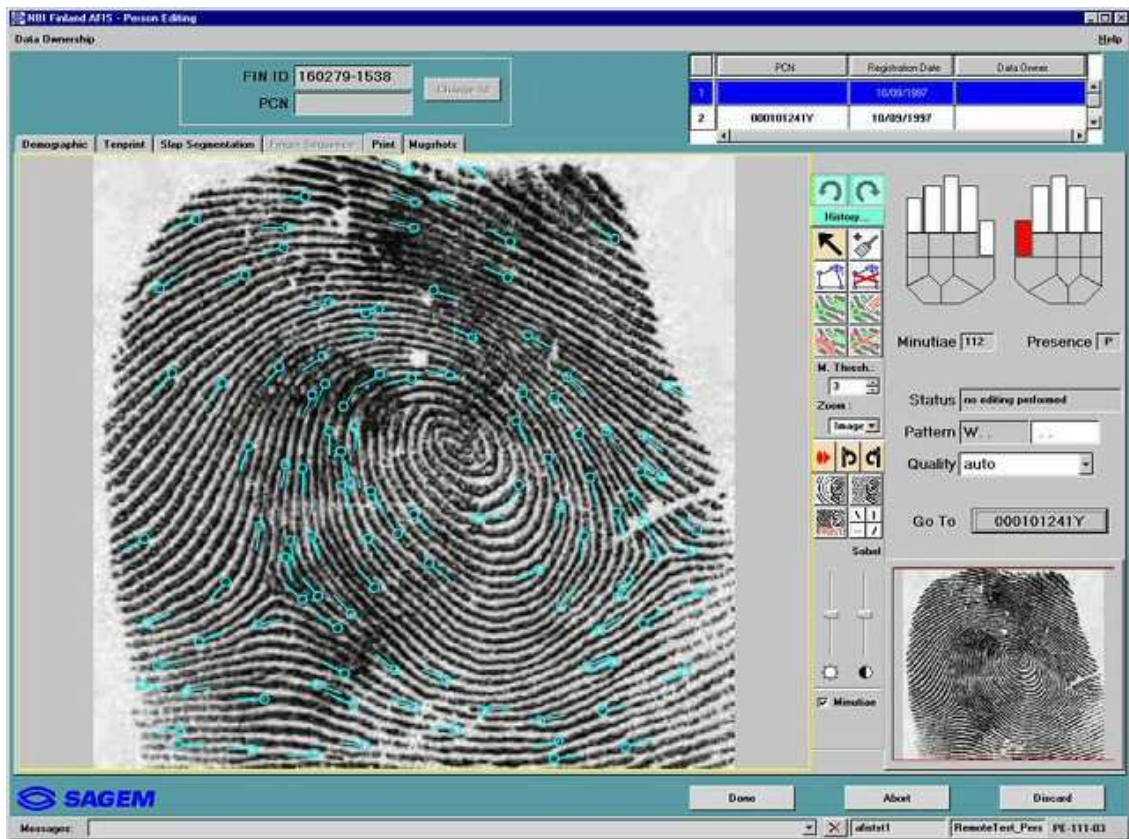 NBI Finland AFIS - Person Editing
Data Ownership
Help
FIN ID 160279-1538
PCN
Change Id
PCN Registration Date Data Owner
1 10/09/1997
2 000101241Y 10/09/1997
Demographic Tenprint Slap Segmentation Print Mugshots
History...
Minutiae 112 Presence P
M. Thresh.:
3
Zoom :
Image
Status no editing performed
Pattern W . . . .
Quality auto
Go To 000101241Y
Sobel
Minutiae
SAGEM
Done Abort Discard
Messages: afistst1 RemoteTest_Pers PE-111-03